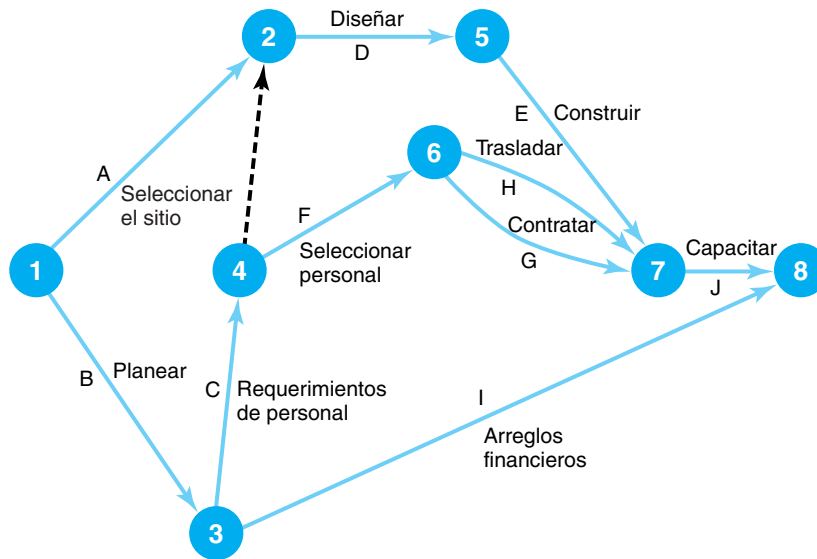 Diseñar
2
5
D
E
Construir
6
Trasladar
A
H
Seleccionar
el sitio
F
Contratar
Seleccionar
personal
G
1
4
7
Capacitar
8
J
B
Planear
C
Requerimientos
de personal
I
Arreglos
financieros
3